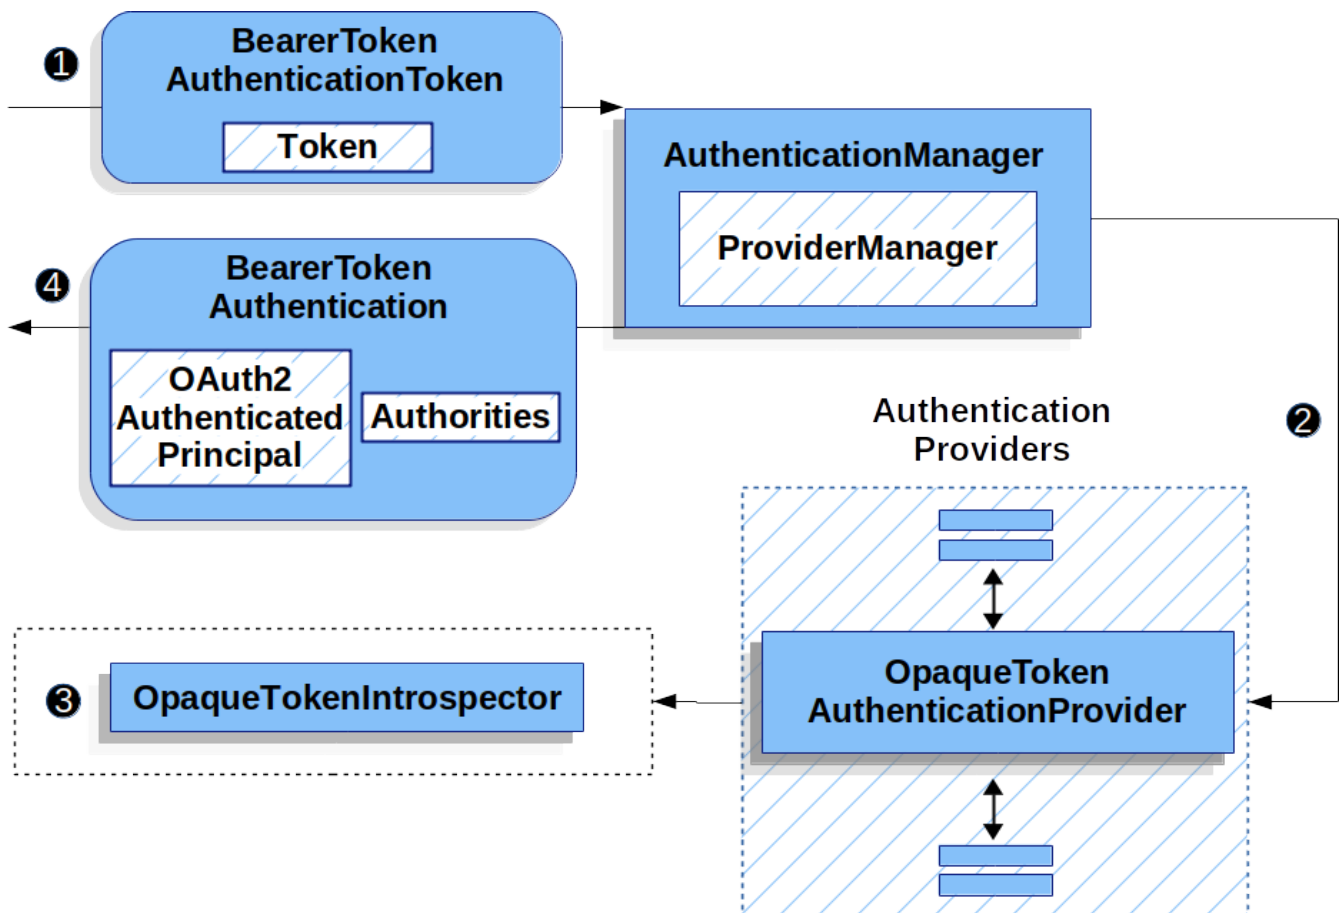 1
BearerToken
AuthenticationToken
Token
AuthenticationManager
ProviderManager
4
BearerToken
Authentication
OAuth2
Authenticated
Principal
Authorities
Authentication
Providers
2
3
OpaqueTokenIntrospector
OpaqueToken
AuthenticationProvider